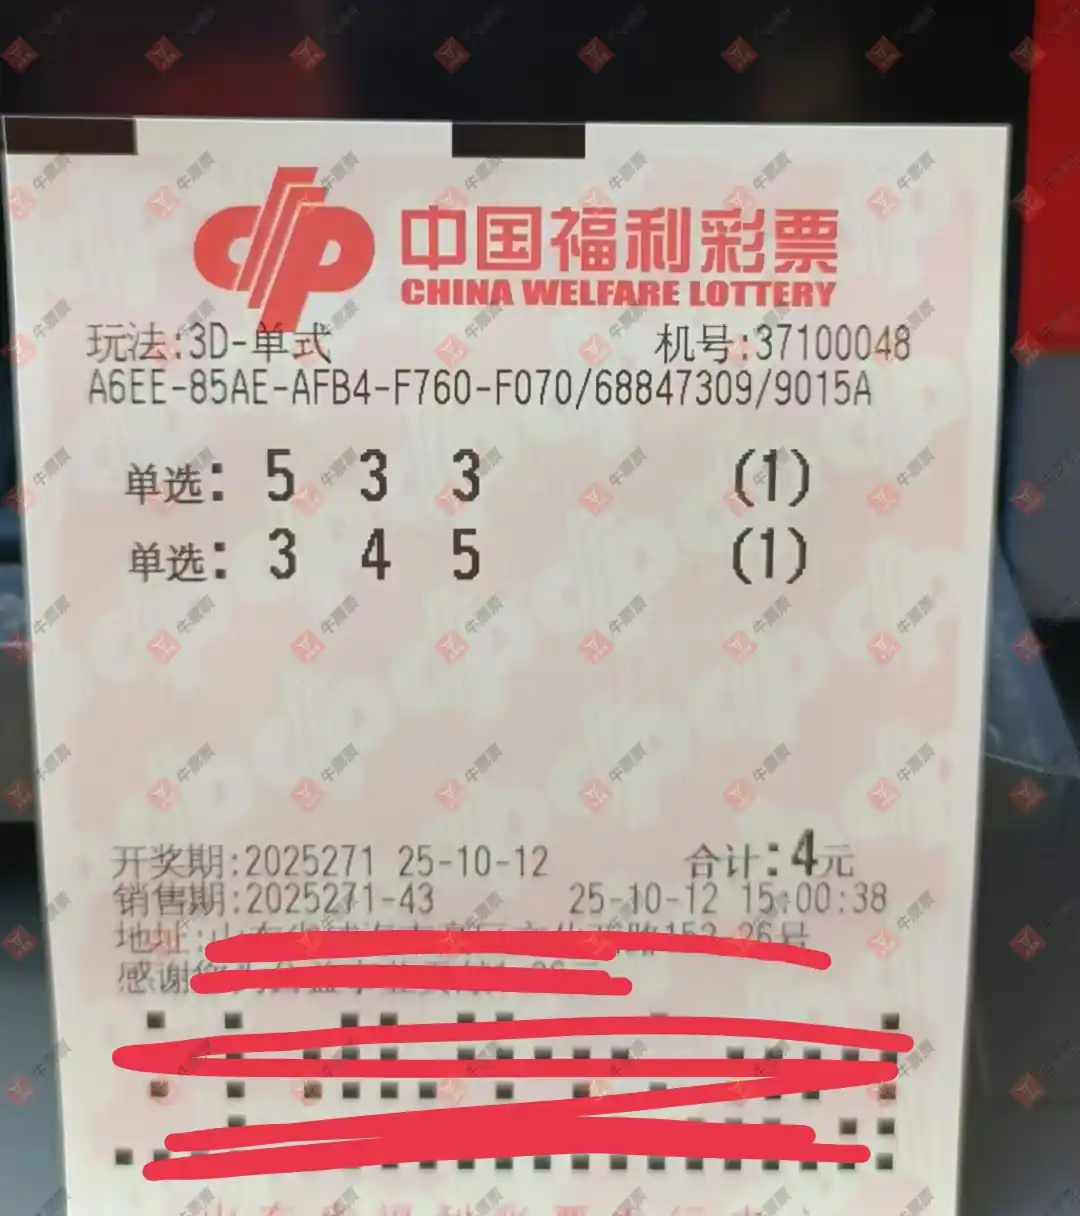 中国福利彩票
CHINA WELFARE LOTTERY
玩法:3D-单式 机号:37100048
A6EE-85AE-AFB4-F760-F070/68847309/9015A
单选: 5 3 3 (1)
单选: 3 4 5 (1)
开奖期:2025271 25-10-12 合计:4元
销售期:2025271-43 25-10-12 15:00:38
地址:
感谢
牛票票